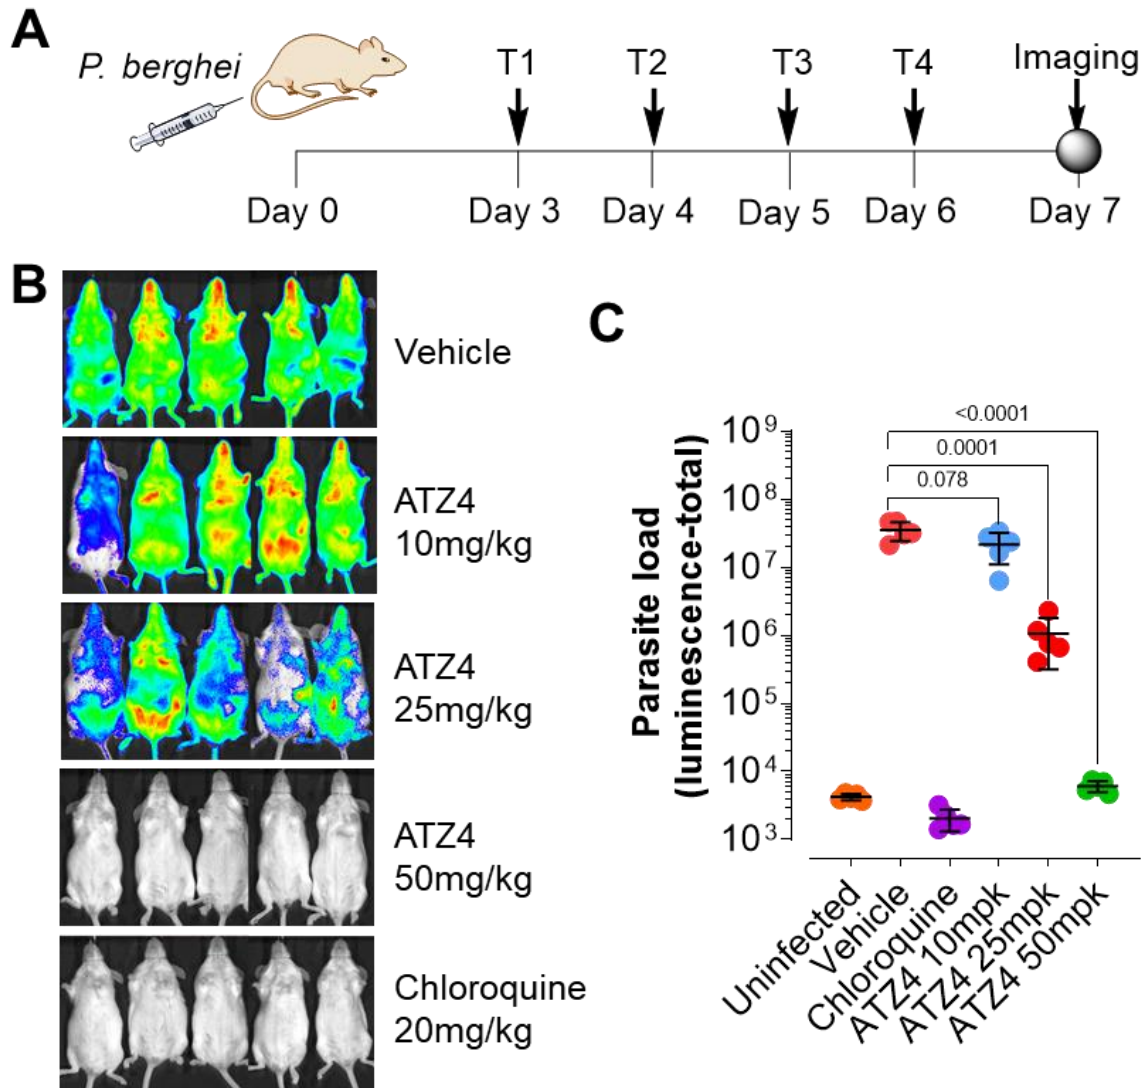 A
P. berghei
T1
T2
T3
T4
Imaging
Day 0
Day 3
Day 4
Day 5
Day 6
Day 7
B
Vehicle
ATZ4
10mg/kg
ATZ4
25mg/kg
ATZ4
50mg/kg
Chloroquine
20mg/kg
C
Parasite load
(luminescence-total)
10⁹
10⁸
10⁷
10⁶
10⁵
10⁴
10³
<0.0001
0.0001
0.078
Uninfected
Vehicle
Chloroquine
ATZ4 10mpk
ATZ4 25mpk
ATZ4 50mpk